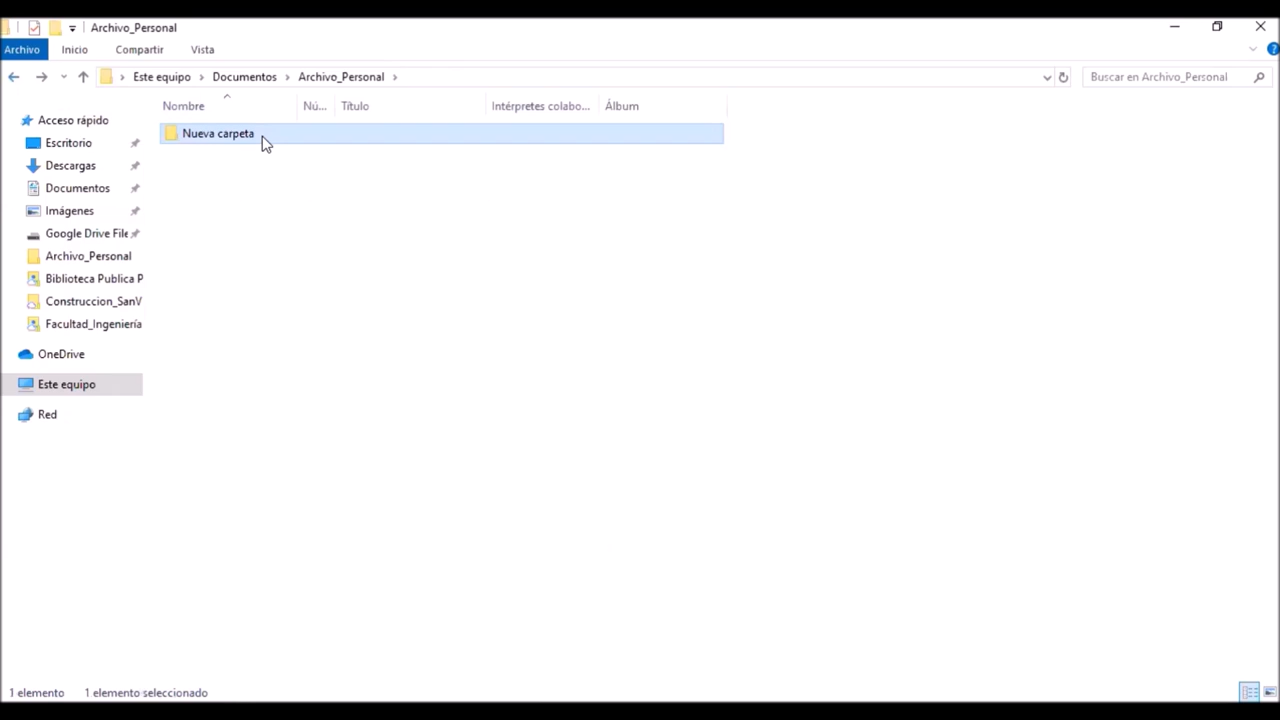 Archivo_Personal
Archivo Inicio Compartir Vista
Este equipo Documentos Archivo_Personal
Buscar en Archivo_Personal
Nombre Nú... Título Intérpretes colabo... Álbum
Nueva carpeta
Acceso rápido
Escritorio
Descargas
Documentos
Imágenes
Google Drive File
Archivo_Personal
Biblioteca Publica P
Construccion_SanV
Facultad_Ingeniería
OneDrive
Este equipo
Red
1 elemento 1 elemento seleccionado